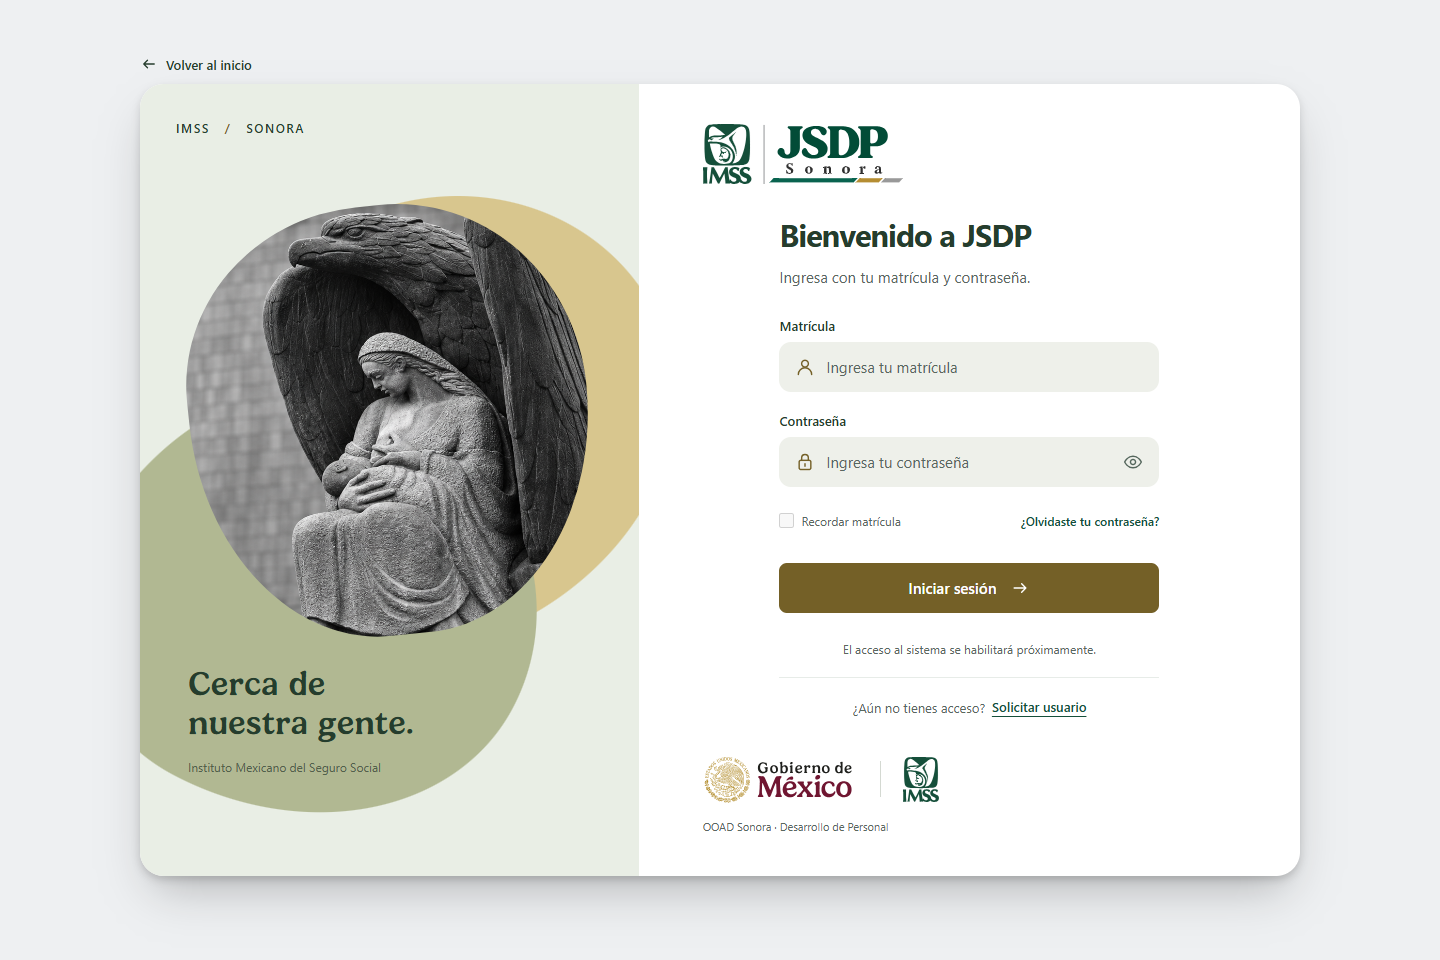 Volver al inicio
IMSS / SONORA
Cerca de
nuestra gente.
Instituto Mexicano del Seguro Social
IMSS
JSDP
Sonora
Bienvenido a JSDP
Ingresa con tu matrícula y contraseña.
Matrícula
Ingresa tu matrícula
Contraseña
Ingresa tu contraseña
Recordar matrícula
¿Olvidaste tu contraseña?
Iniciar sesión
El acceso al sistema se habilitará próximamente.
¿Aún no tienes acceso? Solicitar usuario
ESTADOS UNIDOS MEXICANOS
Gobierno de
México
IMSS
OOAD Sonora · Desarrollo de Personal